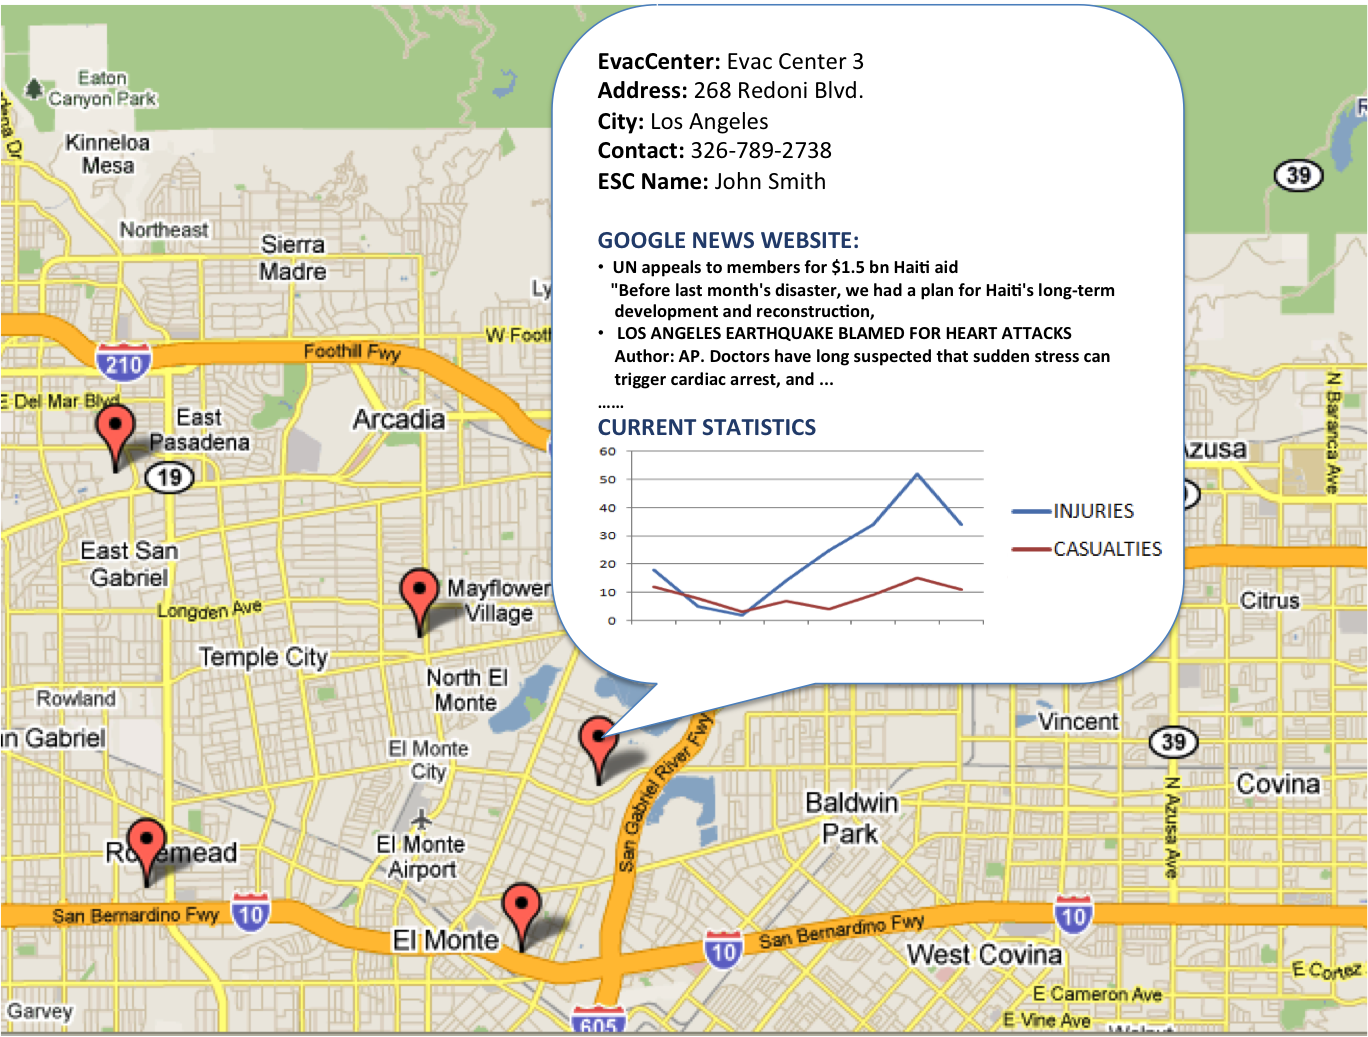 EvacCenter: Evac Center 3
Address: 268 Redoni Blvd.
City: Los Angeles
Contact: 326-789-2738
ESC Name: John Smith
GOOGLE NEWS WEBSITE:
• UN appeals to members for $1.5 bn Haiti aid
"Before last month's disaster, we had a plan for Haiti's long-term
development and reconstruction,
• LOS ANGELES EARTHQUAKE BLAMED FOR HEART ATTACKS
Author: AP. Doctors have long suspected that sudden stress can
trigger cardiac arrest, and ...
......
CURRENT STATISTICS
60
50
40
30
20
10
0
INJURIES
CASUALTIES
Eaton
Canyon Park
Kinneloa
Mesa
Northeast
Sierra
Madre
39
W Foot
210
Foothill Fwy
E Del Mar Blvd
East
Pasadena
Arcadia
19
Azusa
N Baranca Ave
East San
Gabriel
Mayflower
Village
Longden Ave
Citrus
Temple City
North El
Monte
Rowland
n Gabriel
El Monte
City
Vincent
39
San Gabriel River Fwy
Covina
N Azusa Ave
Baldwin
Park
El Monte
Airport
Rosemead
San Bernardino Fwy
10
El Monte
10
San Bernardino Fwy
10
West Covina
E Cortez
E Cameron Ave
Garvey
605
E Vine Ave